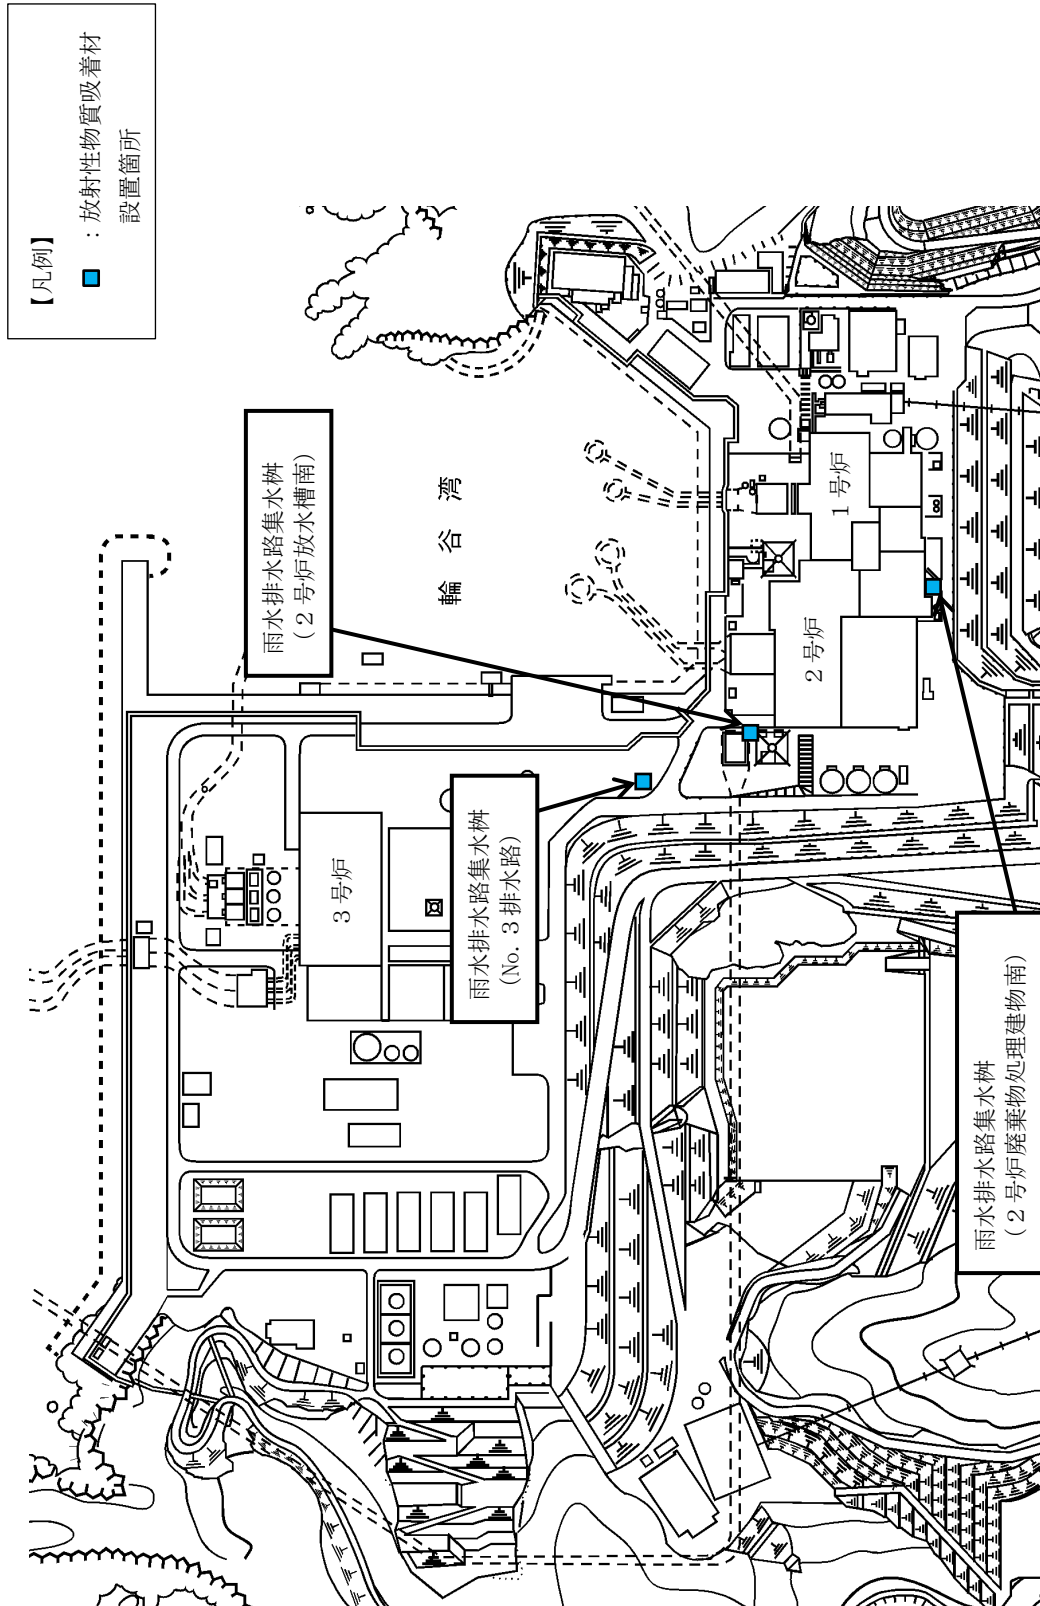 【凡例】
：放射性物質吸着材
設置箇所
雨水排水路集水桝
（２号炉放水槽南）
輪谷湾
雨水排水路集水桝
(No. ３排水路)
３号炉
２号炉
１号炉
雨水排水路集水桝
（２号炉廃棄物処理建物南）